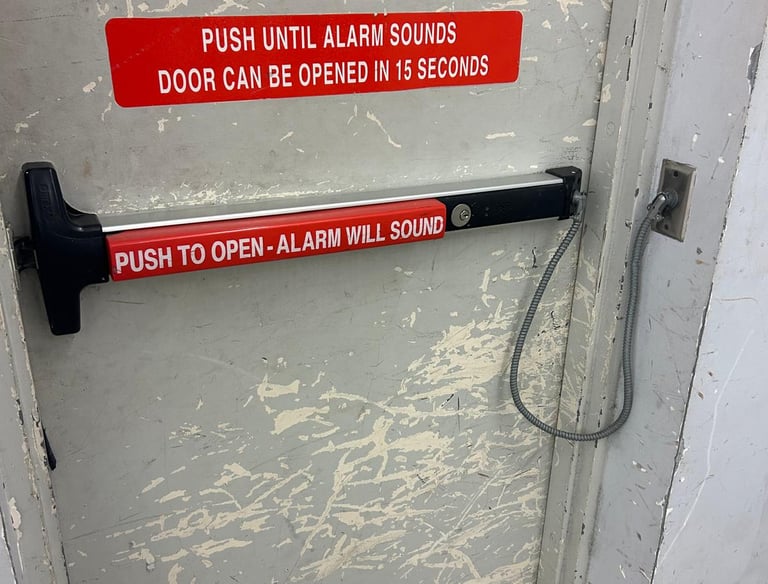 PUSH UNTIL ALARM SOUNDS
DOOR CAN BE OPENED IN 15 SECONDS
PUSH TO OPEN - ALARM WILL SOUND